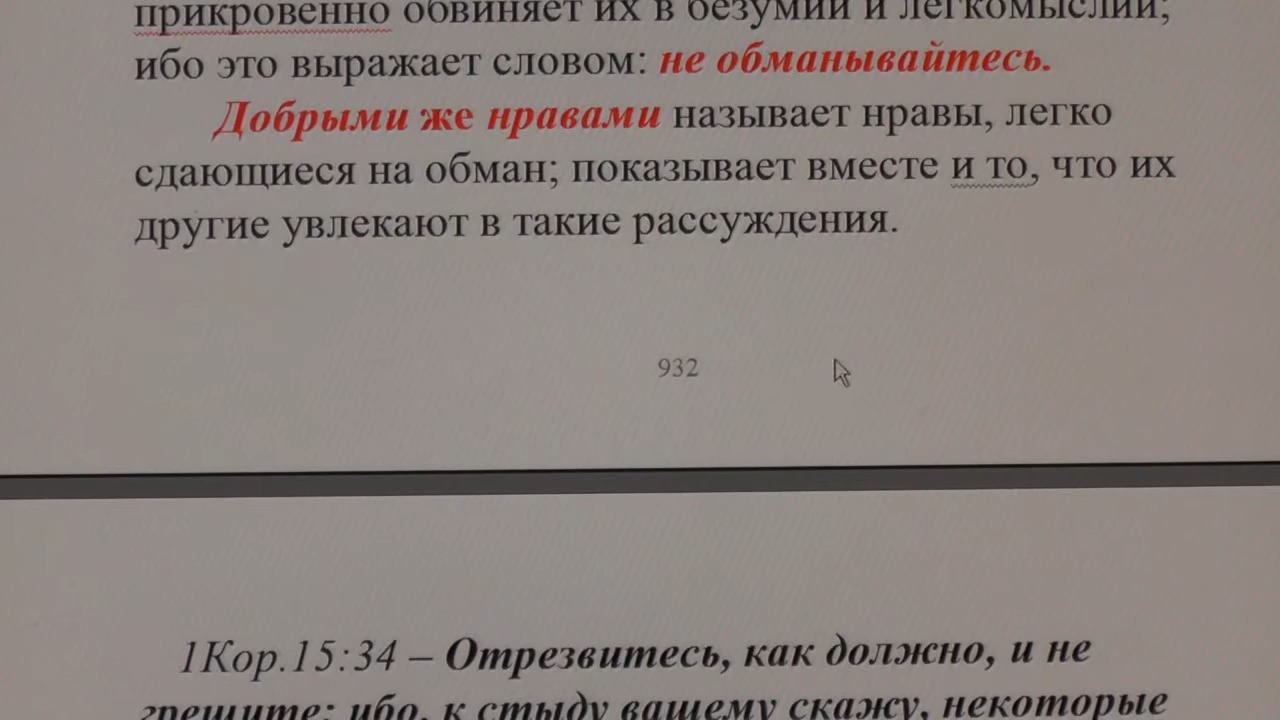 прикровенно обвиняет их в безумии и легкомыслии;
ибо это выражает словом: не обманывайтесь.
Добрыми же нравами называет нравы, легко
сдающиеся на обман; показывает вместе и то, что их
другие увлекают в такие рассуждения.
932
1Кор.15:34 – Отрезвитесь, как должно, и не
грешите; ибо, к стыду вашему скажу, некоторые